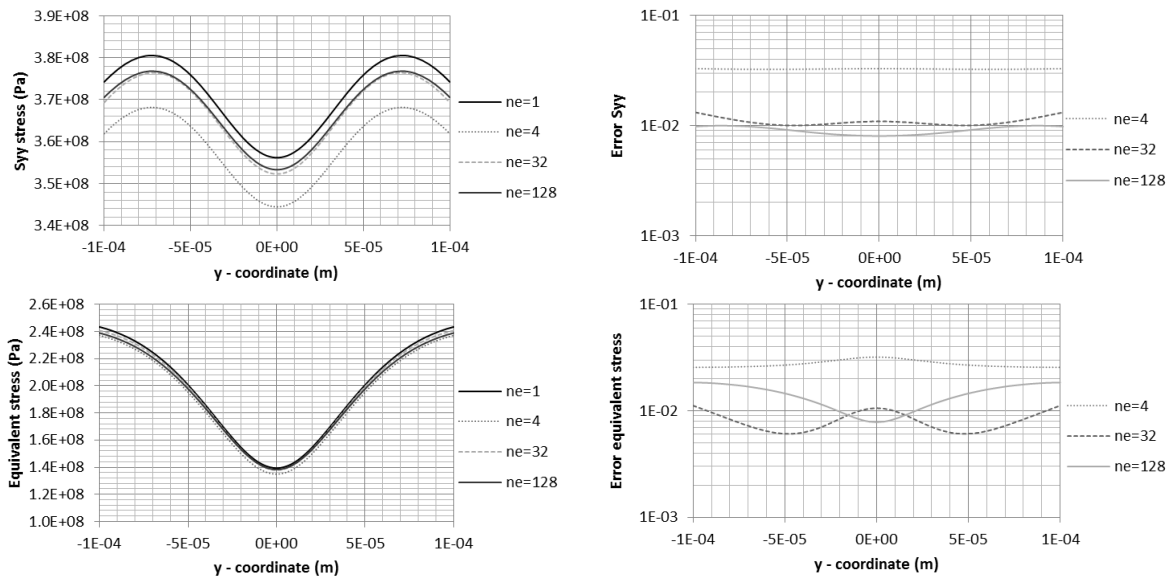 3.9E+08
3.8E+08
3.7E+08
3.6E+08
3.5E+08
3.4E+08
Syy stress (Pa)
-1E-04 -5E-05 0E+00 5E-05 1E-04
y - coordinate (m)
ne=1
ne=4
ne=32
ne=128
1E-01
1E-02
1E-03
Error Syy
-1E-04 -5E-05 0E+00 5E-05 1E-04
y - coordinate (m)
ne=4
ne=32
ne=128
2.6E+08
2.4E+08
2.2E+08
2.0E+08
1.8E+08
1.6E+08
1.4E+08
1.2E+08
1.0E+08
Equivalent stress (Pa)
-1E-04 -5E-05 0E+00 5E-05 1E-04
y - coordinate (m)
ne=1
ne=4
ne=32
ne=128
1E-01
1E-02
1E-03
Error equivalent stress
-1E-04 -5E-05 0E+00 5E-05 1E-04
y - coordinate (m)
ne=4
ne=32
ne=128